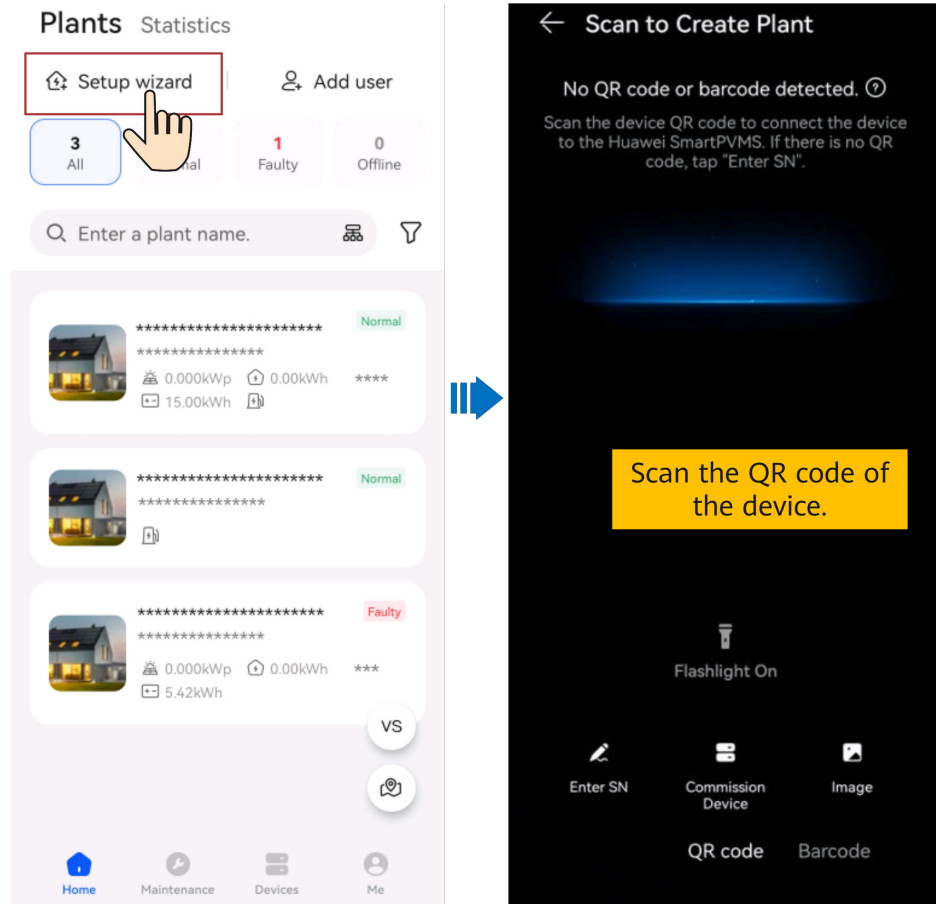 Plants Statistics
Setup wizard
Add user
3
All
1
Faulty
0
Offline
Enter a plant name.
**********************
Normal
***************
0.000kWp 0.00kWh ****
15.00kWh
**********************
Normal
***************
**********************
Faulty
***************
0.000kWp 0.00kWh ***
5.42kWh
VS
Home
Maintenance
Devices
Me
Scan to Create Plant
No QR code or barcode detected.
Scan the device QR code to connect the device
to the Huawei SmartPVMS. If there is no QR
code, tap "Enter SN".
Scan the QR code of
the device.
Flashlight On
Enter SN
Commission
Device
Image
QR code
Barcode